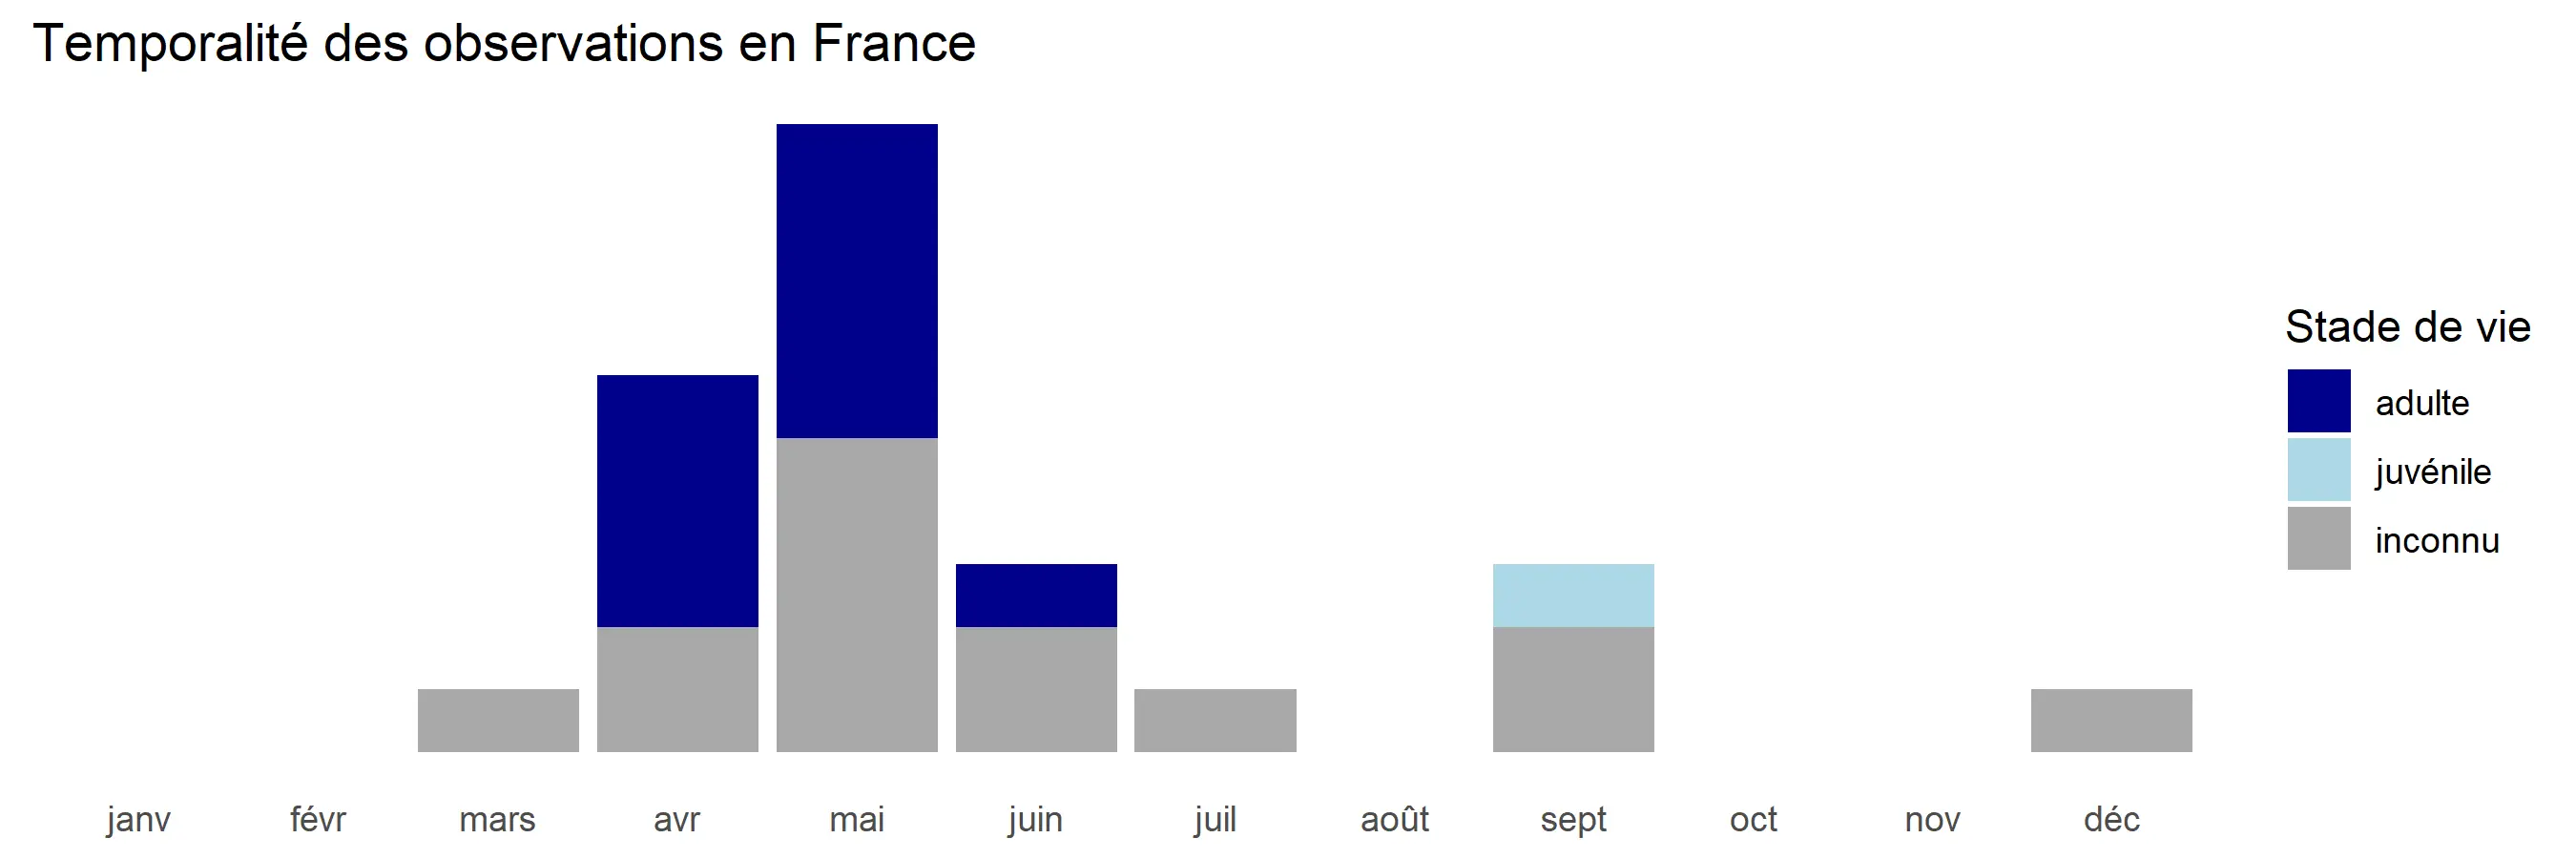 Temporalité des observations en France
Stade de vie
adulte
juvénile
inconnu
janv févr mars avr mai juin juil août sept oct nov déc